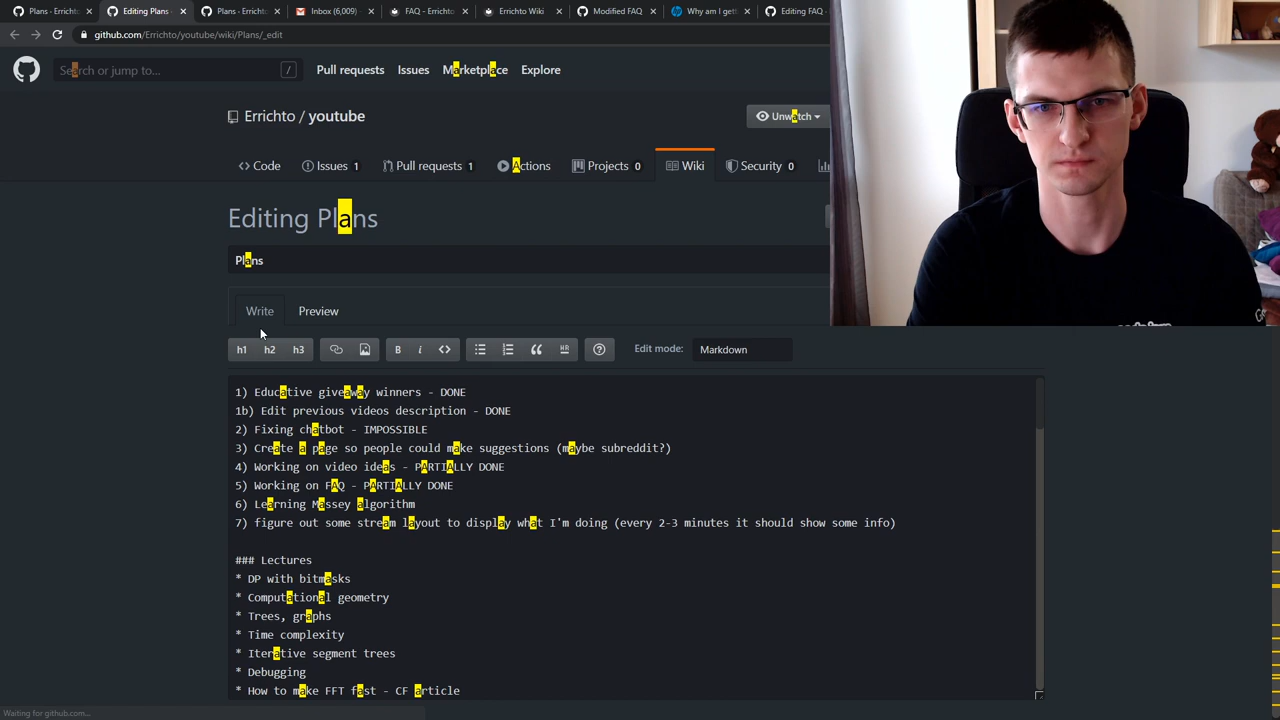 Plans - Errichto
Editing Plans
Plans - Errichto
Inbox (6,009)
FAQ - Errichto
Errichto Wiki
Modified FAQ
Why am I gett
Editing FAQ
github.com/Errichto/youtube/wiki/Plans/_edit
Search or jump to...
/
Pull requests
Issues
Marketplace
Explore
Errichto / youtube
Unwatch
Code
Issues 1
Pull requests 1
Actions
Projects 0
Wiki
Security 0
Editing Plans
Plans
Write
Preview
h1
h2
h3
B
i
<>
HR
Edit mode:
Markdown
1) Educative giveaway winners - DONE
1b) Edit previous videos description - DONE
2) Fixing chatbot - IMPOSSIBLE
3) Create a page so people could make suggestions (maybe subreddit?)
4) Working on video ideas - PARTIALLY DONE
5) Working on FAQ - PARTIALLY DONE
6) Learning Massey algorithm
7) figure out some stream layout to display what I'm doing (every 2-3 minutes it should show some info)
### Lectures
* DP with bitmasks
* Computational geometry
* Trees, graphs
* Time complexity
* Iterative segment trees
* Debugging
* How to make FFT fast - CF article
Waiting for github.com...